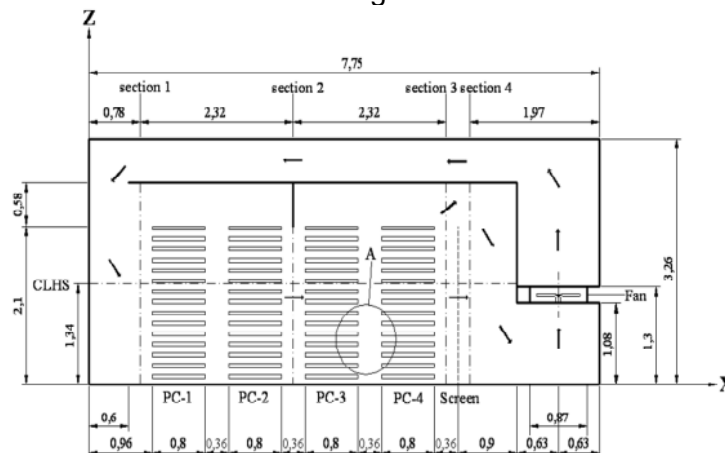 Z
7,75
section 1
section 2
section 3
section 4
0,78
2,32
2,32
1,97
0,58
A
3,26
CLHS
Fan
2,1
1,34
1,08
1,3
X
PC-1
PC-2
PC-3
PC-4
Screen
0,6
0,87
0,96
0,8
0,36
0,8
0,36
0,8
0,36
0,8
0,36
0,9
0,63
0,63